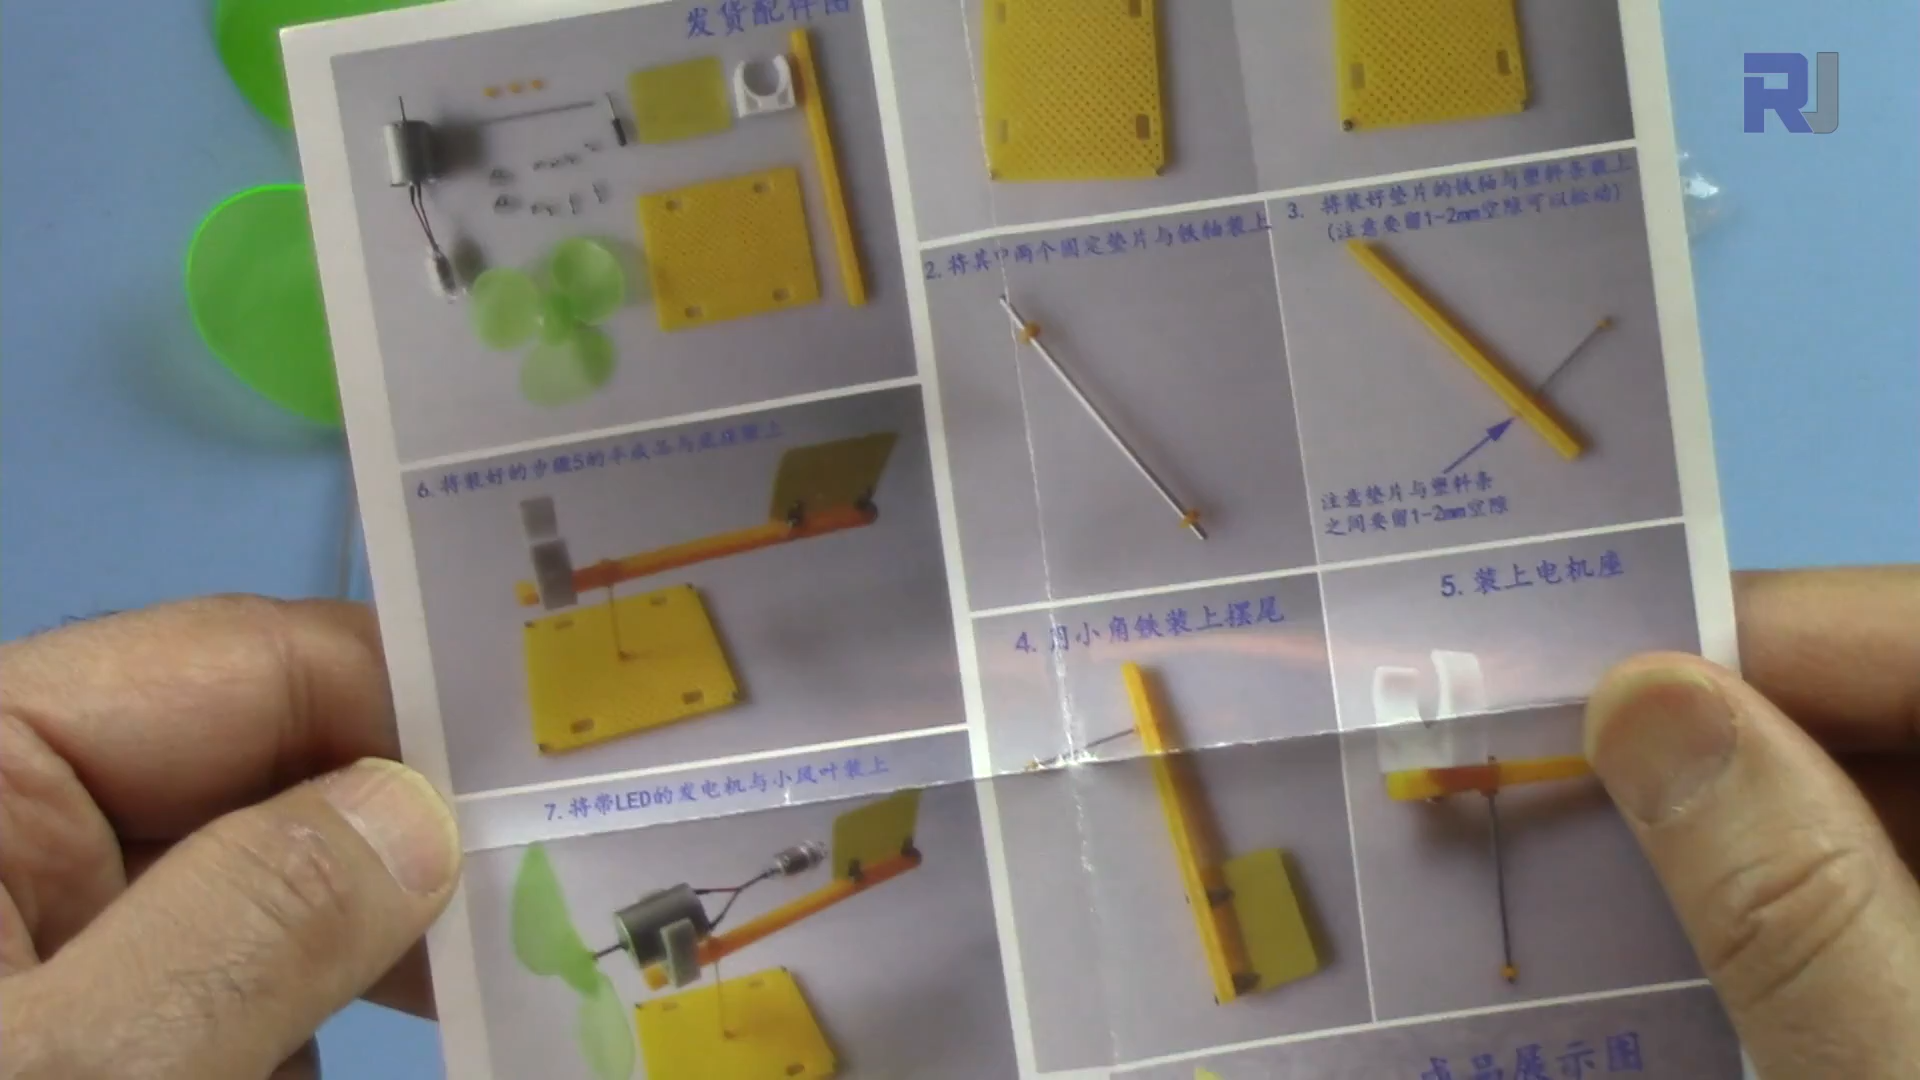 发货配件图
RJ
2. 将其中两个固定垫片与铁轴装上
3. 将装好垫片的铁轴与塑料条装上
(注意要留1-2mm空隙可以松动)
注意垫片与塑料条
之间要留1-2mm空隙
6. 将装好的步骤5的半成品与底座装上
4. 用小角铁装上摆尾
5. 装上电机座
7. 将带LED的发电机与小风叶装上
成品展示图